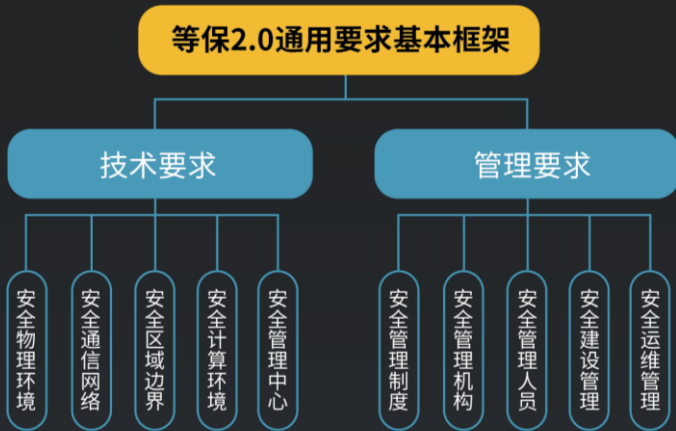 等保2.0通用要求基本框架
技术要求
管理要求
安全物理环境
安全通信网络
安全区域边界
安全计算环境
安全管理中心
安全管理制度
安全管理机构
安全管理人员
安全建设管理
安全运维管理